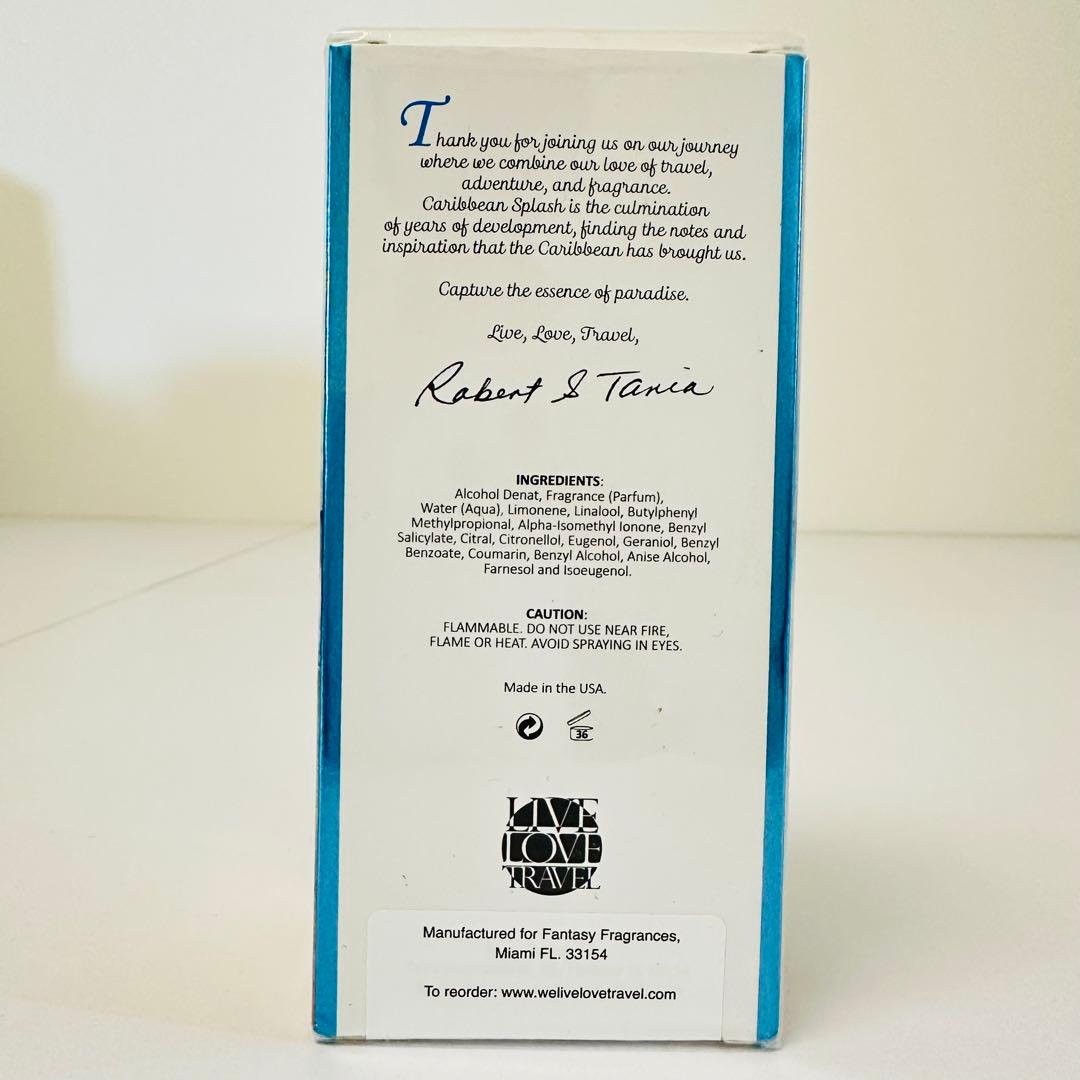 Thank you for joining us on our journey
where we combine our love of travel,
adventure, and fragrance.
Caribbean Splash is the culmination
of years of development, finding the notes and
inspiration that the Caribbean has brought us.
Capture the essence of paradise.
Live, Love, Travel,
Robert & Tania
INGREDIENTS:
Alcohol Denat, Fragrance (Parfum),
Water (Aqua), Limonene, Linalool, Butylphenyl
Methylpropional, Alpha-Isomethyl Ionone, Benzyl
Salicylate, Citral, Citronellol, Eugenol, Geraniol, Benzyl
Benzoate, Coumarin, Benzyl Alcohol, Anise Alcohol,
Farnesol and Isoeugenol.
CAUTION:
FLAMMABLE. DO NOT USE NEAR FIRE,
FLAME OR HEAT. AVOID SPRAYING IN EYES.
Made in the USA.
36
LIVE
LOVE
TRAVEL
Manufactured for Fantasy Fragrances,
Miami FL. 33154
To reorder: www.welivelovetravel.com